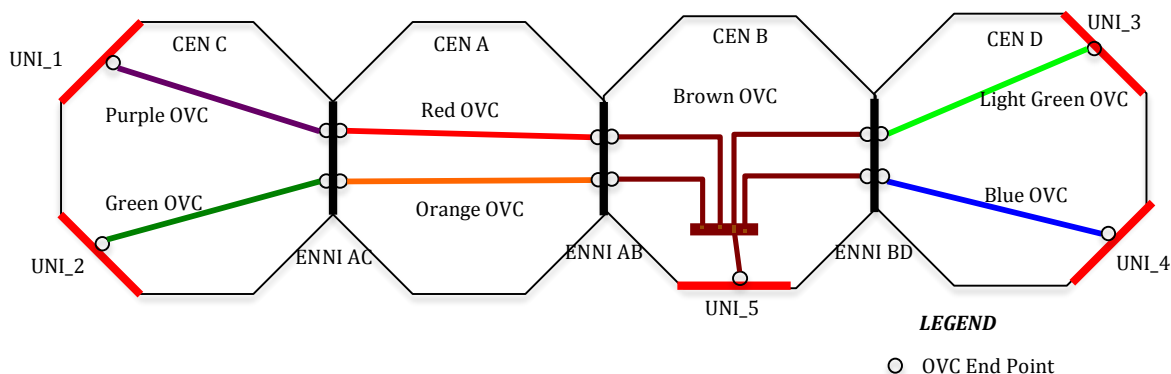 UNI_1
CEN C
CEN A
CEN B
CEN D
UNI_3
Purple OVC
Red OVC
Brown OVC
Light Green OVC
Green OVC
Orange OVC
Blue OVC
UNI_2
ENNI AC
ENNI AB
ENNI BD
UNI_4
UNI_5
LEGEND
OVC End Point